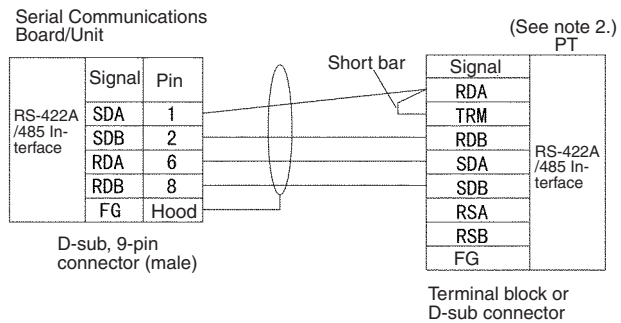 Serial Communications
Board/Unit
(See note 2.)
PT
Short bar
Signal Pin
Signal
RS-422A
/485 In-
terface
SDA 1
SDB 2
RDA 6
RDB 8
FG Hood
RDA
TRM
RDB
SDA
SDB
RSA
RSB
FG
RS-422A
/485 In-
terface
D-sub, 9-pin
connector (male)
Terminal block or
D-sub connector